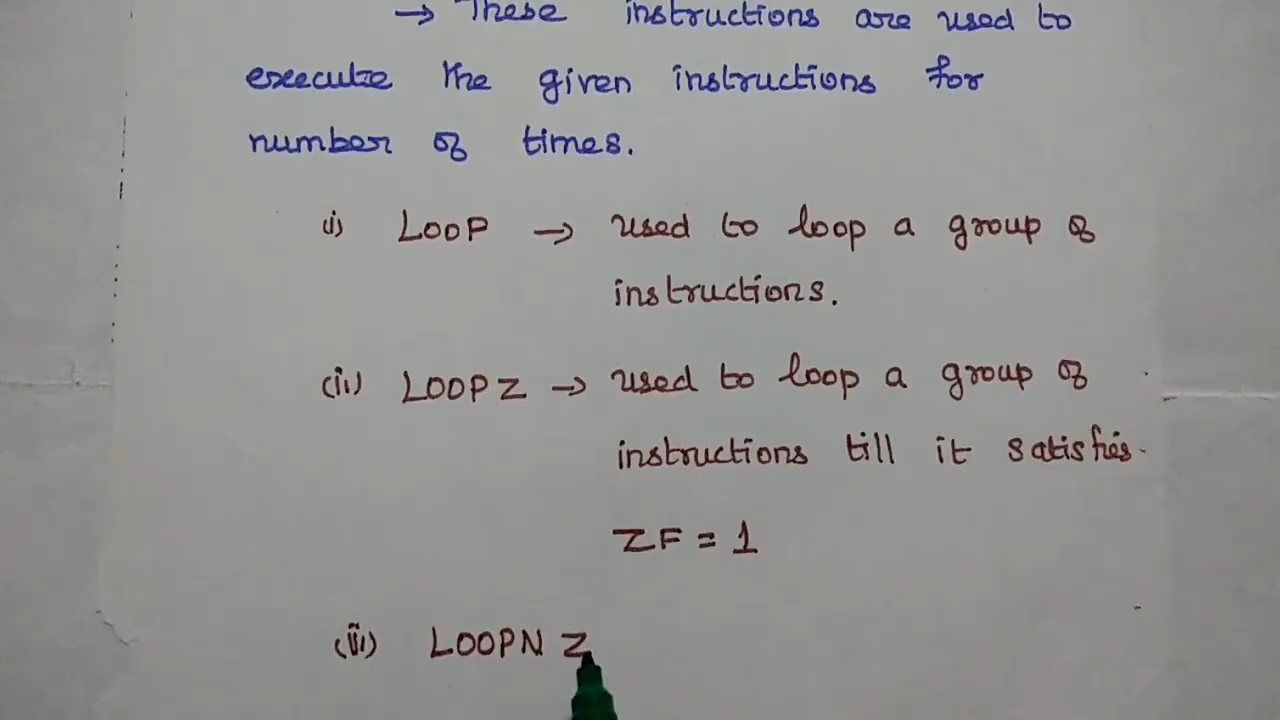 → These instructions are used to
execute the given instructions for
number of times.
(i) LOOP → used to loop a group of
instructions.
(ii) LOOPZ → used to loop a group of
instructions till it satisfies.
ZF = 1
(iii) LOOPNZ